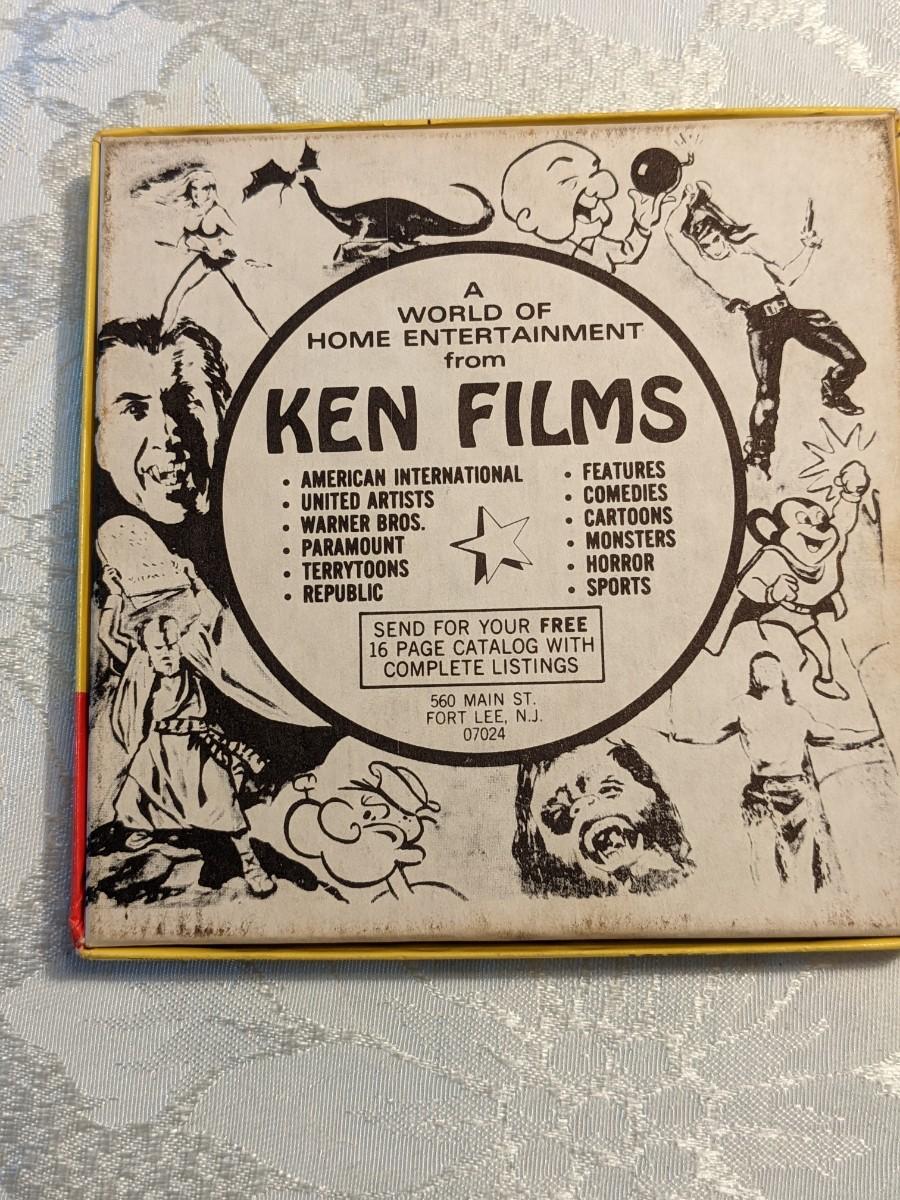 A
WORLD OF
HOME ENTERTAINMENT
from
KEN FILMS
• AMERICAN INTERNATIONAL
• UNITED ARTISTS
• WARNER BROS.
• PARAMOUNT
• TERRYTOONS
• REPUBLIC
• FEATURES
• COMEDIES
• CARTOONS
• MONSTERS
• HORROR
• SPORTS
SEND FOR YOUR FREE
16 PAGE CATALOG WITH
COMPLETE LISTINGS
560 MAIN ST.
FORT LEE, N.J.
07024